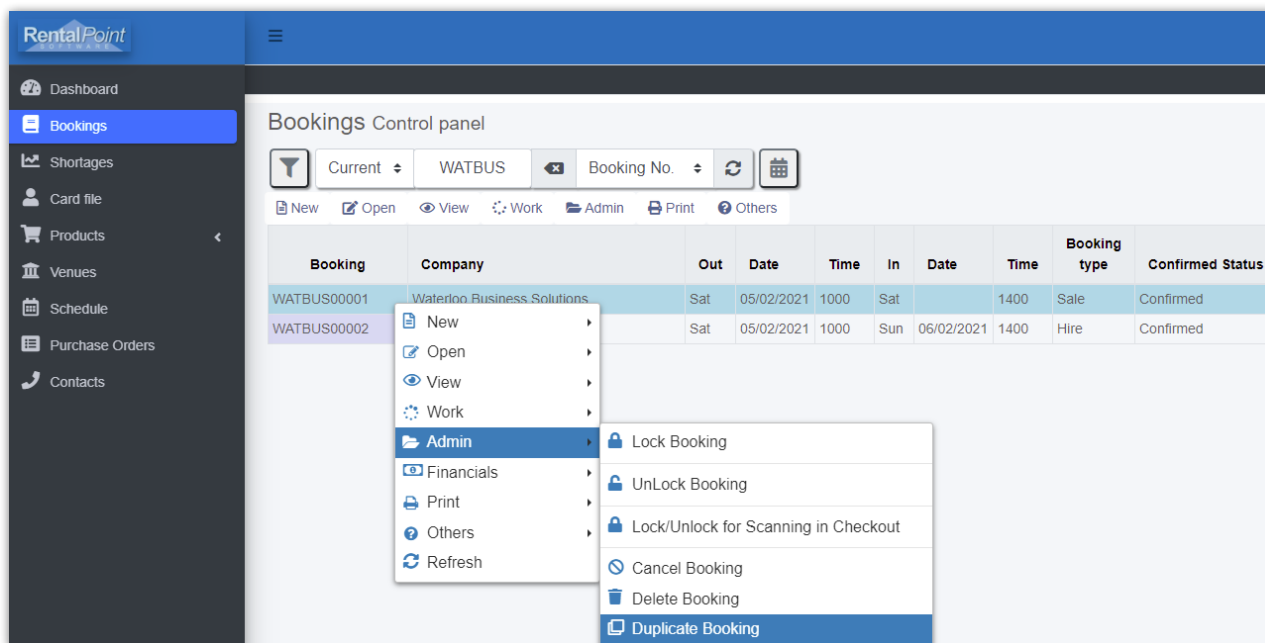 RentalPoint
SOFTWARE
Dashboard
Bookings
Shortages
Card file
Products
Venues
Schedule
Purchase Orders
Contacts
Bookings Control panel
Current WATBUS Booking No.
New Open View Work Admin Print Others
Booking Company Out Date Time In Date Time Booking type Confirmed Status
WATBUS00001 Waterloo Business Solutions Sat 05/02/2021 1000 Sat 1400 Sale Confirmed
WATBUS00002 Sat 05/02/2021 1000 Sun 06/02/2021 1400 Hire Confirmed
New
Open
View
Work
Admin
Financials
Print
Others
Refresh
Lock Booking
UnLock Booking
Lock/Unlock for Scanning in Checkout
Cancel Booking
Delete Booking
Duplicate Booking